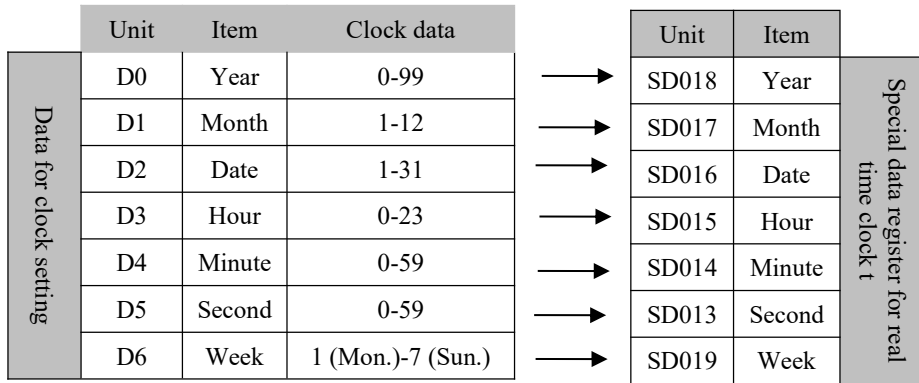 Unit Item Clock data
D0 Year 0-99
D1 Month 1-12
D2 Date 1-31
D3 Hour 0-23
D4 Minute 0-59
D5 Second 0-59
D6 Week 1 (Mon.)-7 (Sun.)
Data for clock setting
Unit Item
SD018 Year
SD017 Month
SD016 Date
SD015 Hour
SD014 Minute
SD013 Second
SD019 Week
Special data register for real
time clock t